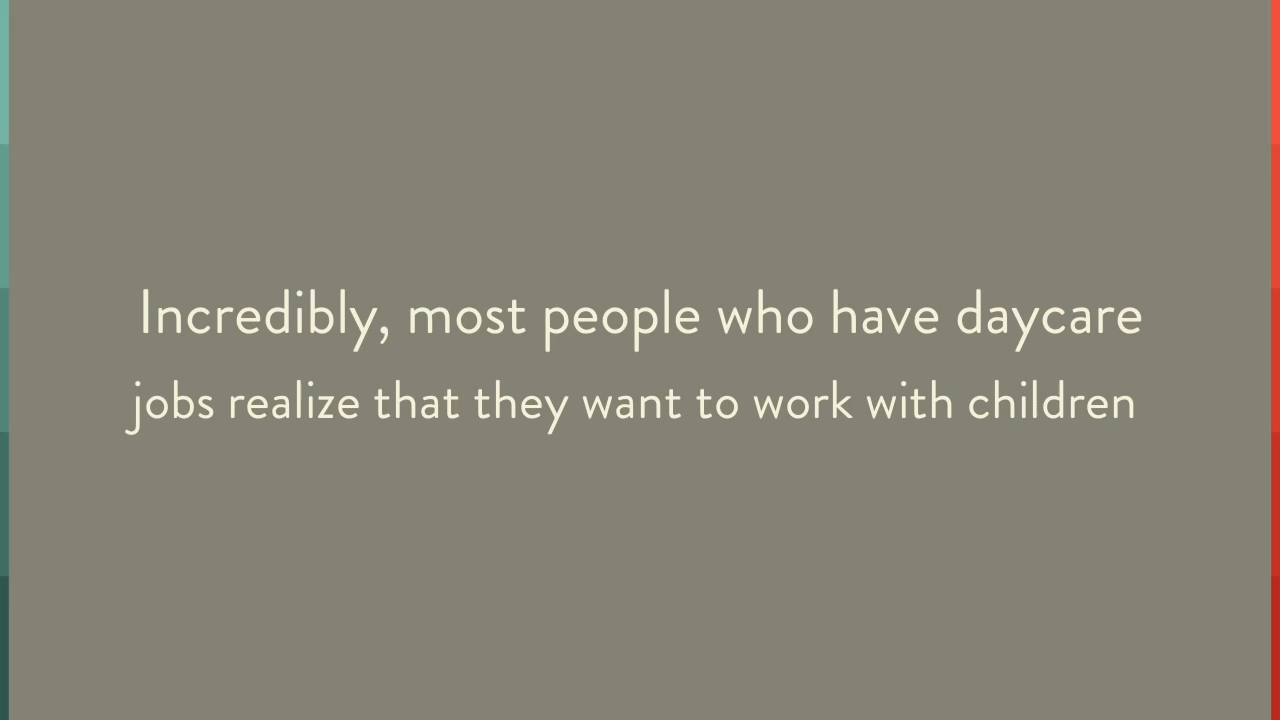 Incredibly, most people who have daycare
jobs realize that they want to work with children